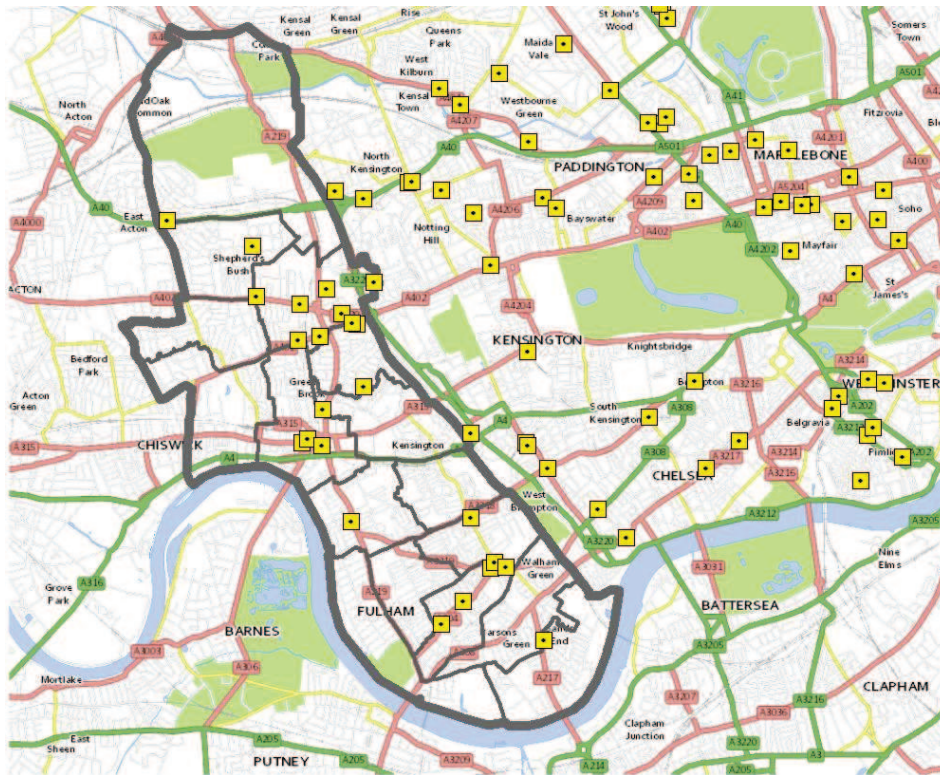 Kensal
Green
Kensal
Green
Rise
Queens
Park
St John's
Wood
Maida
Vale
Somers
Town
A501
West
Kilburn
A41
North
Acton
Kensal
Town
Westbourne
Green
Fitzrovia
A4207
A219
A4201
A501
A40
North
Kensington
PADDINGTON
A400
A5204
East
Acton
A40
A4000
A4206
A4209
Bayswater
Soho
Notting
Hill
A402
A40
A4202
Mayfair
Shepherd's
Bush
St
James's
ACTON
A402
A4204
A4
KENSINGTON
Knightsbridge
A3214
Bedford
Park
Acton
Green
A3216
South
Kensington
A308
A202
A315
A4
Belgravia
CHISWICK
A315
Kensington
A4
A308
A3217
A3214
A202
CHELSEA
A3216
West
Brompton
A3212
A3220
A3205
Nine
Elms
Walham
Green
A3031
A316
Grove
Park
A219
FULHAM
BATTERSEA
BARNES
Parsons
Green
End
A3205
A3003
A306
Mortlake
A217
A3207
A3216
CLAPHAM
Clapham
Junction
A3036
East
Sheen
A205
A3220
A3
PUTNEY
A205
A3209
A214
A205